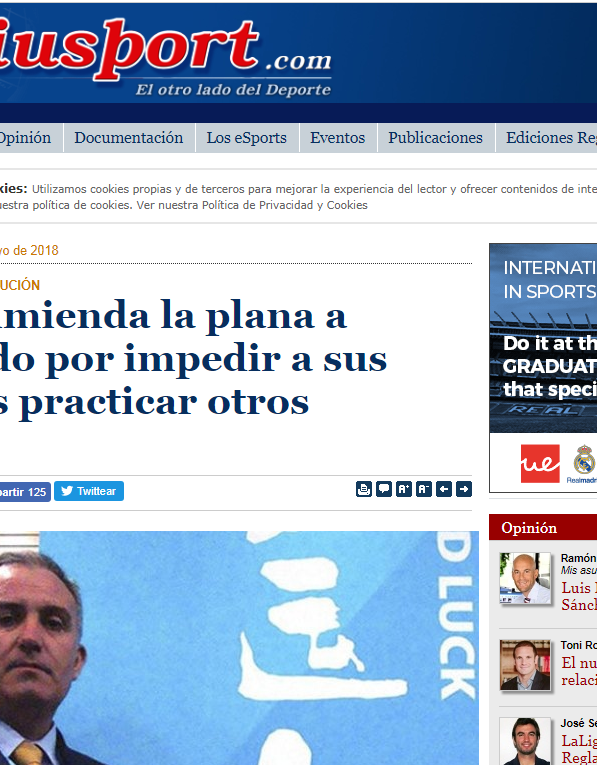 iusport.com
El otro lado del Deporte
Opinión Documentación Los eSports Eventos Publicaciones Ediciones Re
kies: Utilizamos cookies propias y de terceros para mejorar la experiencia del lector y ofrecer contenidos de inte
uestra política de cookies. Ver nuestra Política de Privacidad y Cookies
yo de 2018
UCIÓN
mienda la plana a
do por impedir a sus
s practicar otros
partir 125 Twittear
A+ A-
D LUCK
INTERNATI
IN SPORTS
Do it at th
GRADUAT
that speci
REAL
ue Realmadri
Opinión
Ramón
Mis asu
Luis
Sánch
Toni Ro
El nu
relaci
José Se
LaLig
Regla